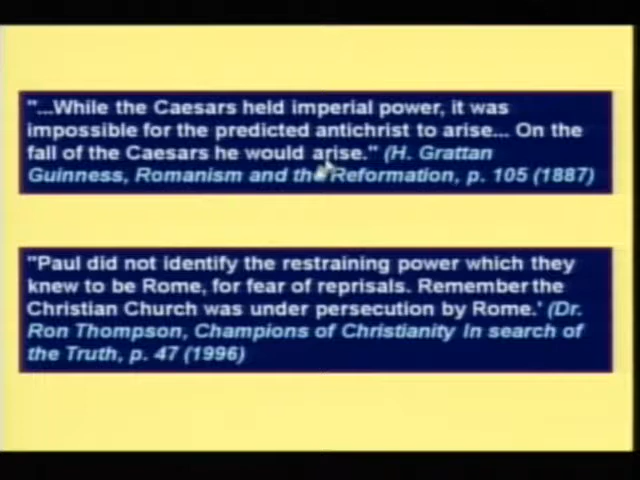 "...While the Caesars held imperial power, it was
impossible for the predicted antichrist to arise... On the
fall of the Caesars he would arise." (H. Grattan
Guinness, Romanism and the Reformation, p. 105 (1887)
"Paul did not identify the restraining power which they
knew to be Rome, for fear of reprisals. Remember the
Christian Church was under persecution by Rome.' (Dr.
Ron Thompson, Champions of Christianity In search of
the Truth, p. 47 (1996)